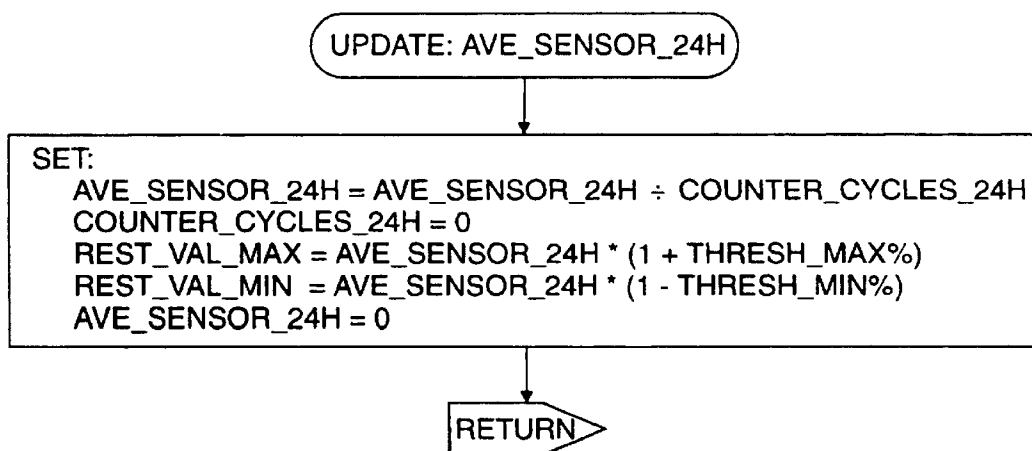 UPDATE: AVE_SENSOR_24H
SET:
AVE_SENSOR_24H = AVE_SENSOR_24H ÷ COUNTER_CYCLES_24H
COUNTER_CYCLES_24H = 0
REST_VAL_MAX = AVE_SENSOR_24H * (1 + THRESH_MAX%)
REST_VAL_MIN = AVE_SENSOR_24H * (1 - THRESH_MIN%)
AVE_SENSOR_24H = 0
RETURN